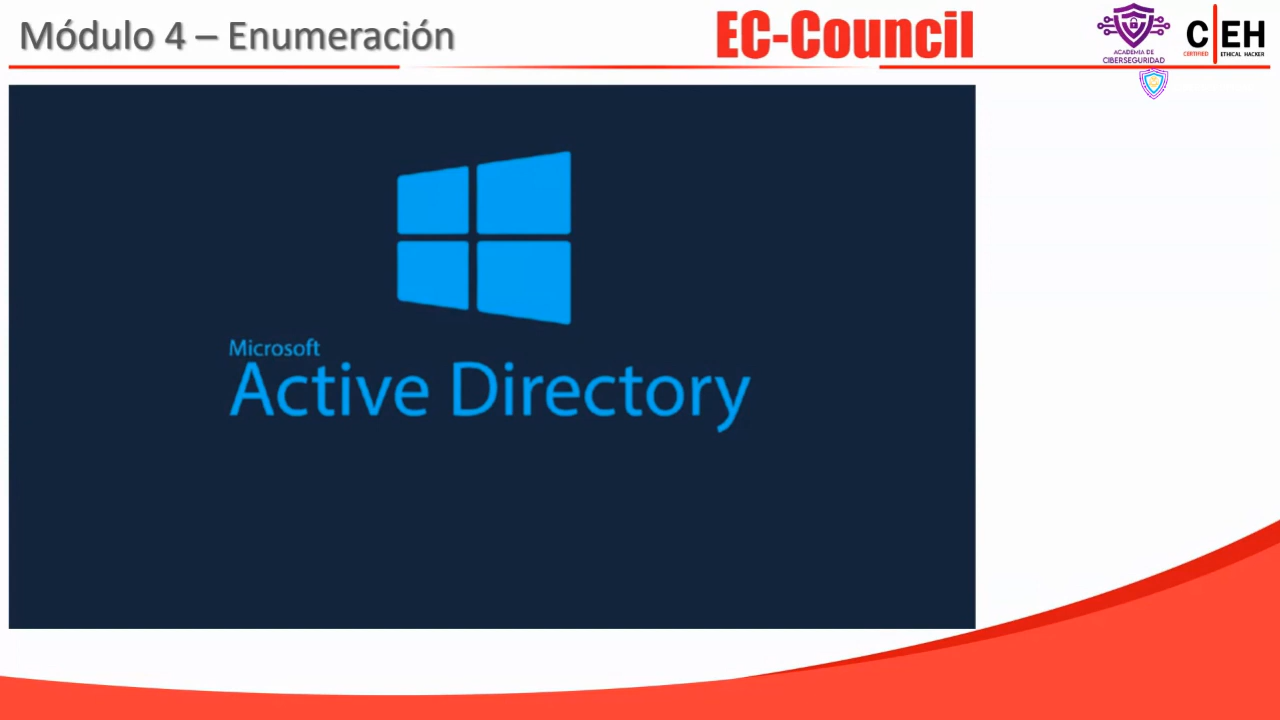 Módulo 4 – Enumeración
EC-Council
ACADEMIA DE
CIBERSEGURIDAD
C|EH
CERTIFIED ETHICAL HACKER
Microsoft
Active Directory